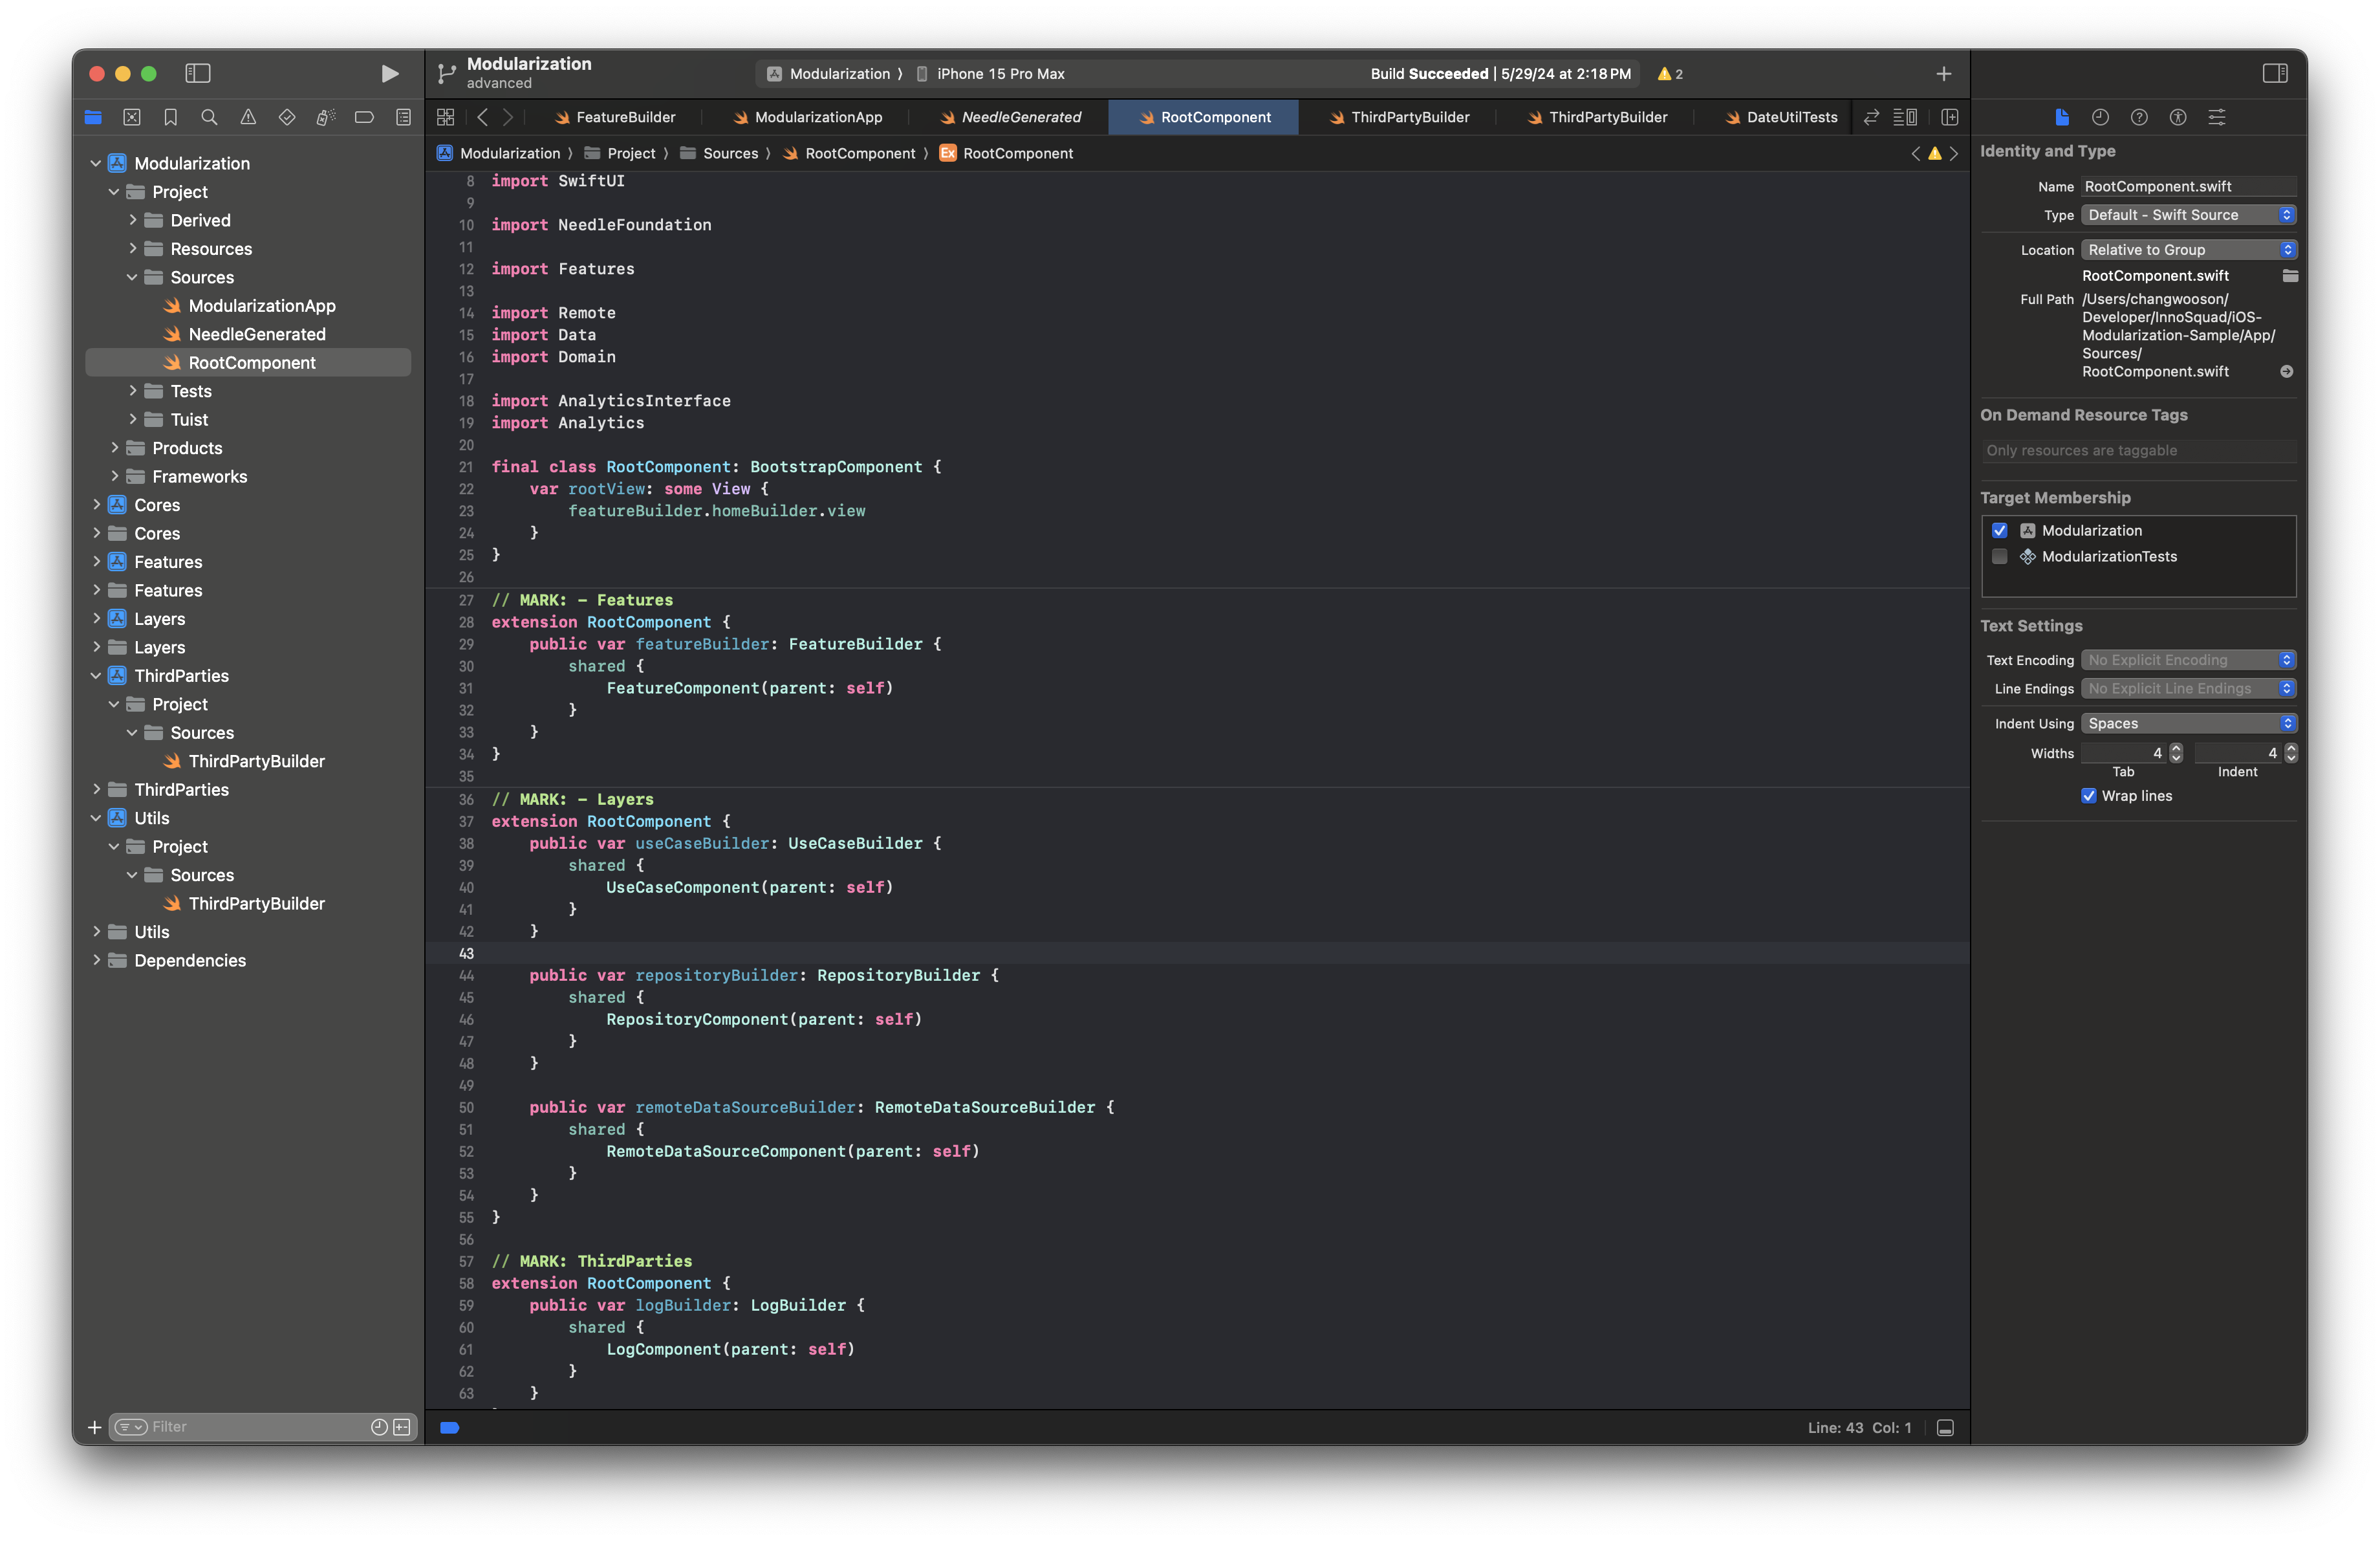 Modularization
advanced
Modularization ⟩ iPhone 15 Pro Max
Build Succeeded | 5/29/24 at 2:18 PM
2
FeatureBuilder
ModularizationApp
NeedleGenerated
RootComponent
ThirdPartyBuilder
ThirdPartyBuilder
DateUtilTests
Modularization ⟩ Project ⟩ Sources ⟩ RootComponent ⟩ Ex RootComponent
Modularization
Project
Derived
Resources
Sources
ModularizationApp
NeedleGenerated
RootComponent
Tests
Tuist
Products
Frameworks
Cores
Cores
Features
Features
Layers
Layers
ThirdParties
Project
Sources
ThirdPartyBuilder
ThirdParties
Utils
Project
Sources
ThirdPartyBuilder
Utils
Dependencies
Filter
8 import SwiftUI
9
10 import NeedleFoundation
11
12 import Features
13
14 import Remote
15 import Data
16 import Domain
17
18 import AnalyticsInterface
19 import Analytics
20
21 final class RootComponent: BootstrapComponent {
22     var rootView: some View {
23         featureBuilder.homeBuilder.view
24     }
25 }
26
27 // MARK: - Features
28 extension RootComponent {
29     public var featureBuilder: FeatureBuilder {
30         shared {
31             FeatureComponent(parent: self)
32         }
33     }
34 }
35
36 // MARK: - Layers
37 extension RootComponent {
38     public var useCaseBuilder: UseCaseBuilder {
39         shared {
40             UseCaseComponent(parent: self)
41         }
42     }
43
44     public var repositoryBuilder: RepositoryBuilder {
45         shared {
46             RepositoryComponent(parent: self)
47         }
48     }
49
50     public var remoteDataSourceBuilder: RemoteDataSourceBuilder {
51         shared {
52             RemoteDataSourceComponent(parent: self)
53         }
54     }
55 }
56
57 // MARK: ThirdParties
58 extension RootComponent {
59     public var logBuilder: LogBuilder {
60         shared {
61             LogComponent(parent: self)
62         }
63     }
Line: 43 Col: 1
Identity and Type
Name RootComponent.swift
Type Default - Swift Source
Location Relative to Group
RootComponent.swift
Full Path /Users/changwooson/
Developer/InnoSquad/iOS-
Modularization-Sample/App/
Sources/
RootComponent.swift
On Demand Resource Tags
Only resources are taggable
Target Membership
Modularization
ModularizationTests
Text Settings
Text Encoding No Explicit Encoding
Line Endings No Explicit Line Endings
Indent Using Spaces
Widths 4 4
Tab Indent
Wrap lines